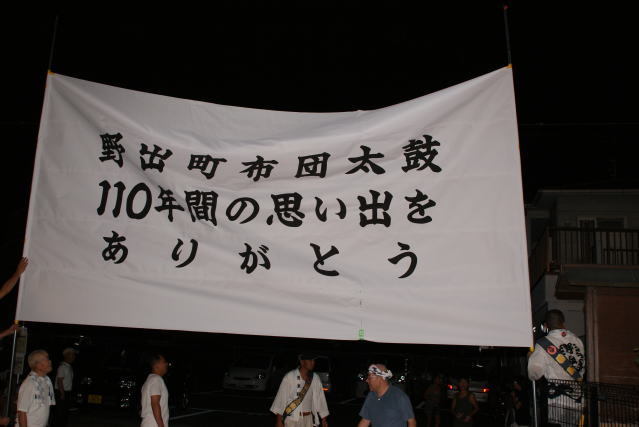 野出町布団太鼓
110年間の思い出を
ありがとう